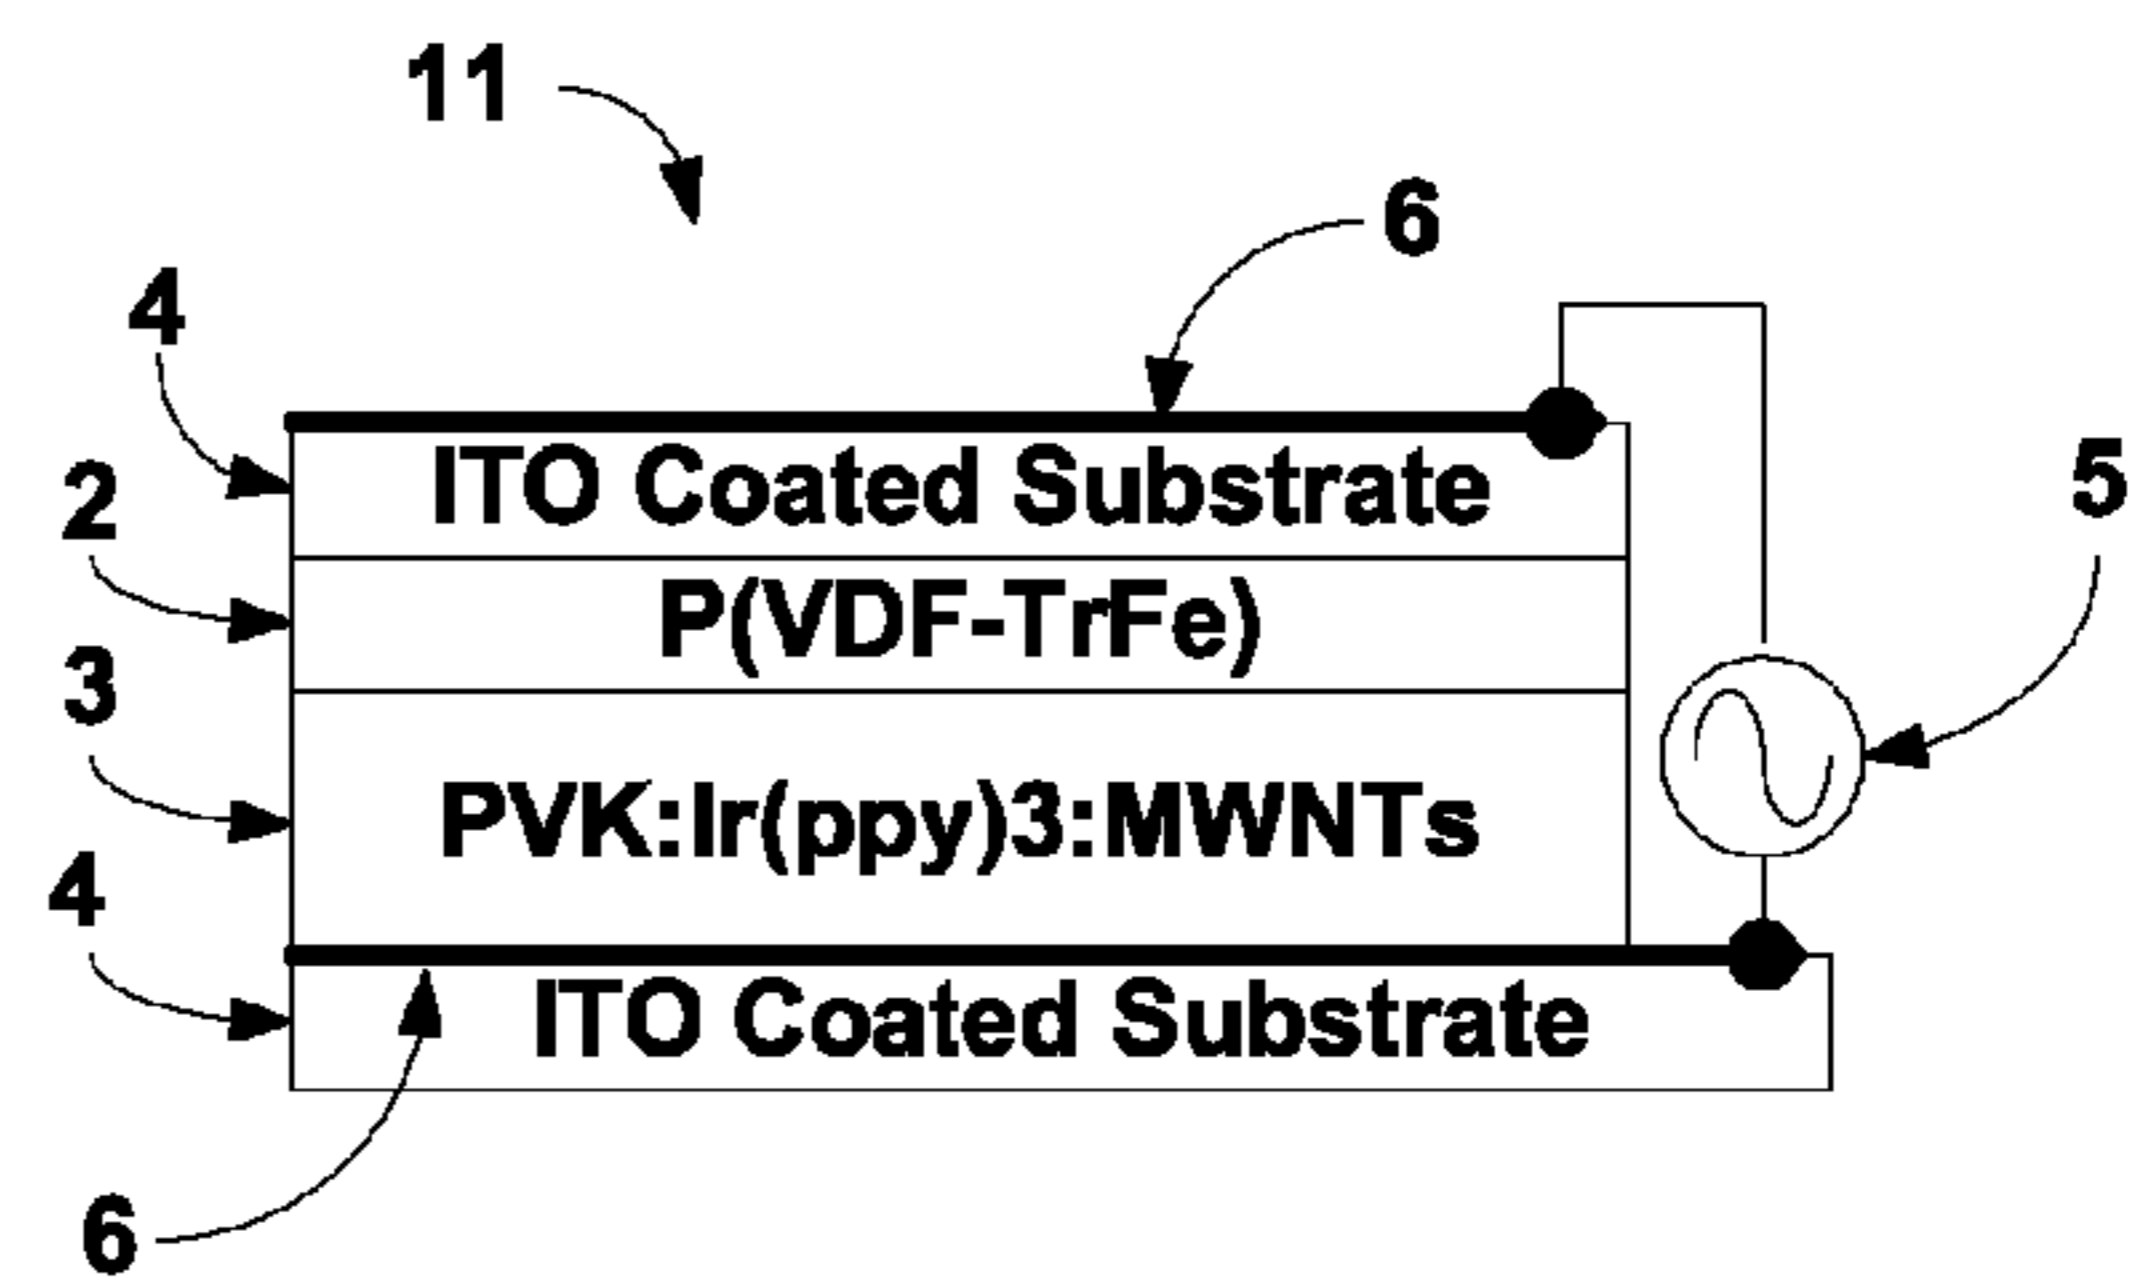 11
6
4
ITO Coated Substrate
5
2
P(VDF-TrFe)
3
PVK:Ir(ppy)3:MWNTs
4
ITO Coated Substrate
6